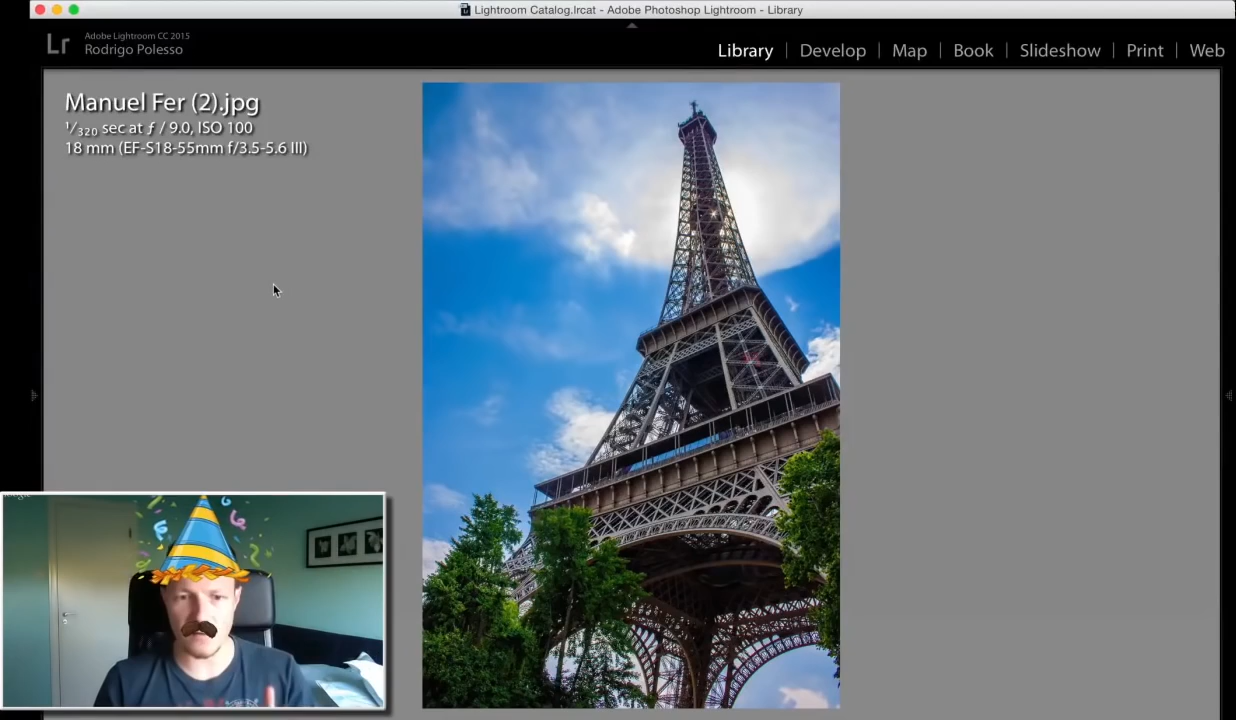 Lightroom Catalog.lrcat - Adobe Photoshop Lightroom - Library
Lr
Adobe Lightroom CC 2015
Rodrigo Polesso
Library | Develop | Map | Book | Slideshow | Print | Web
Manuel Fer (2).jpg
1/320 sec at ƒ / 9.0, ISO 100
18 mm (EF-S18-55mm f/3.5-5.6 III)